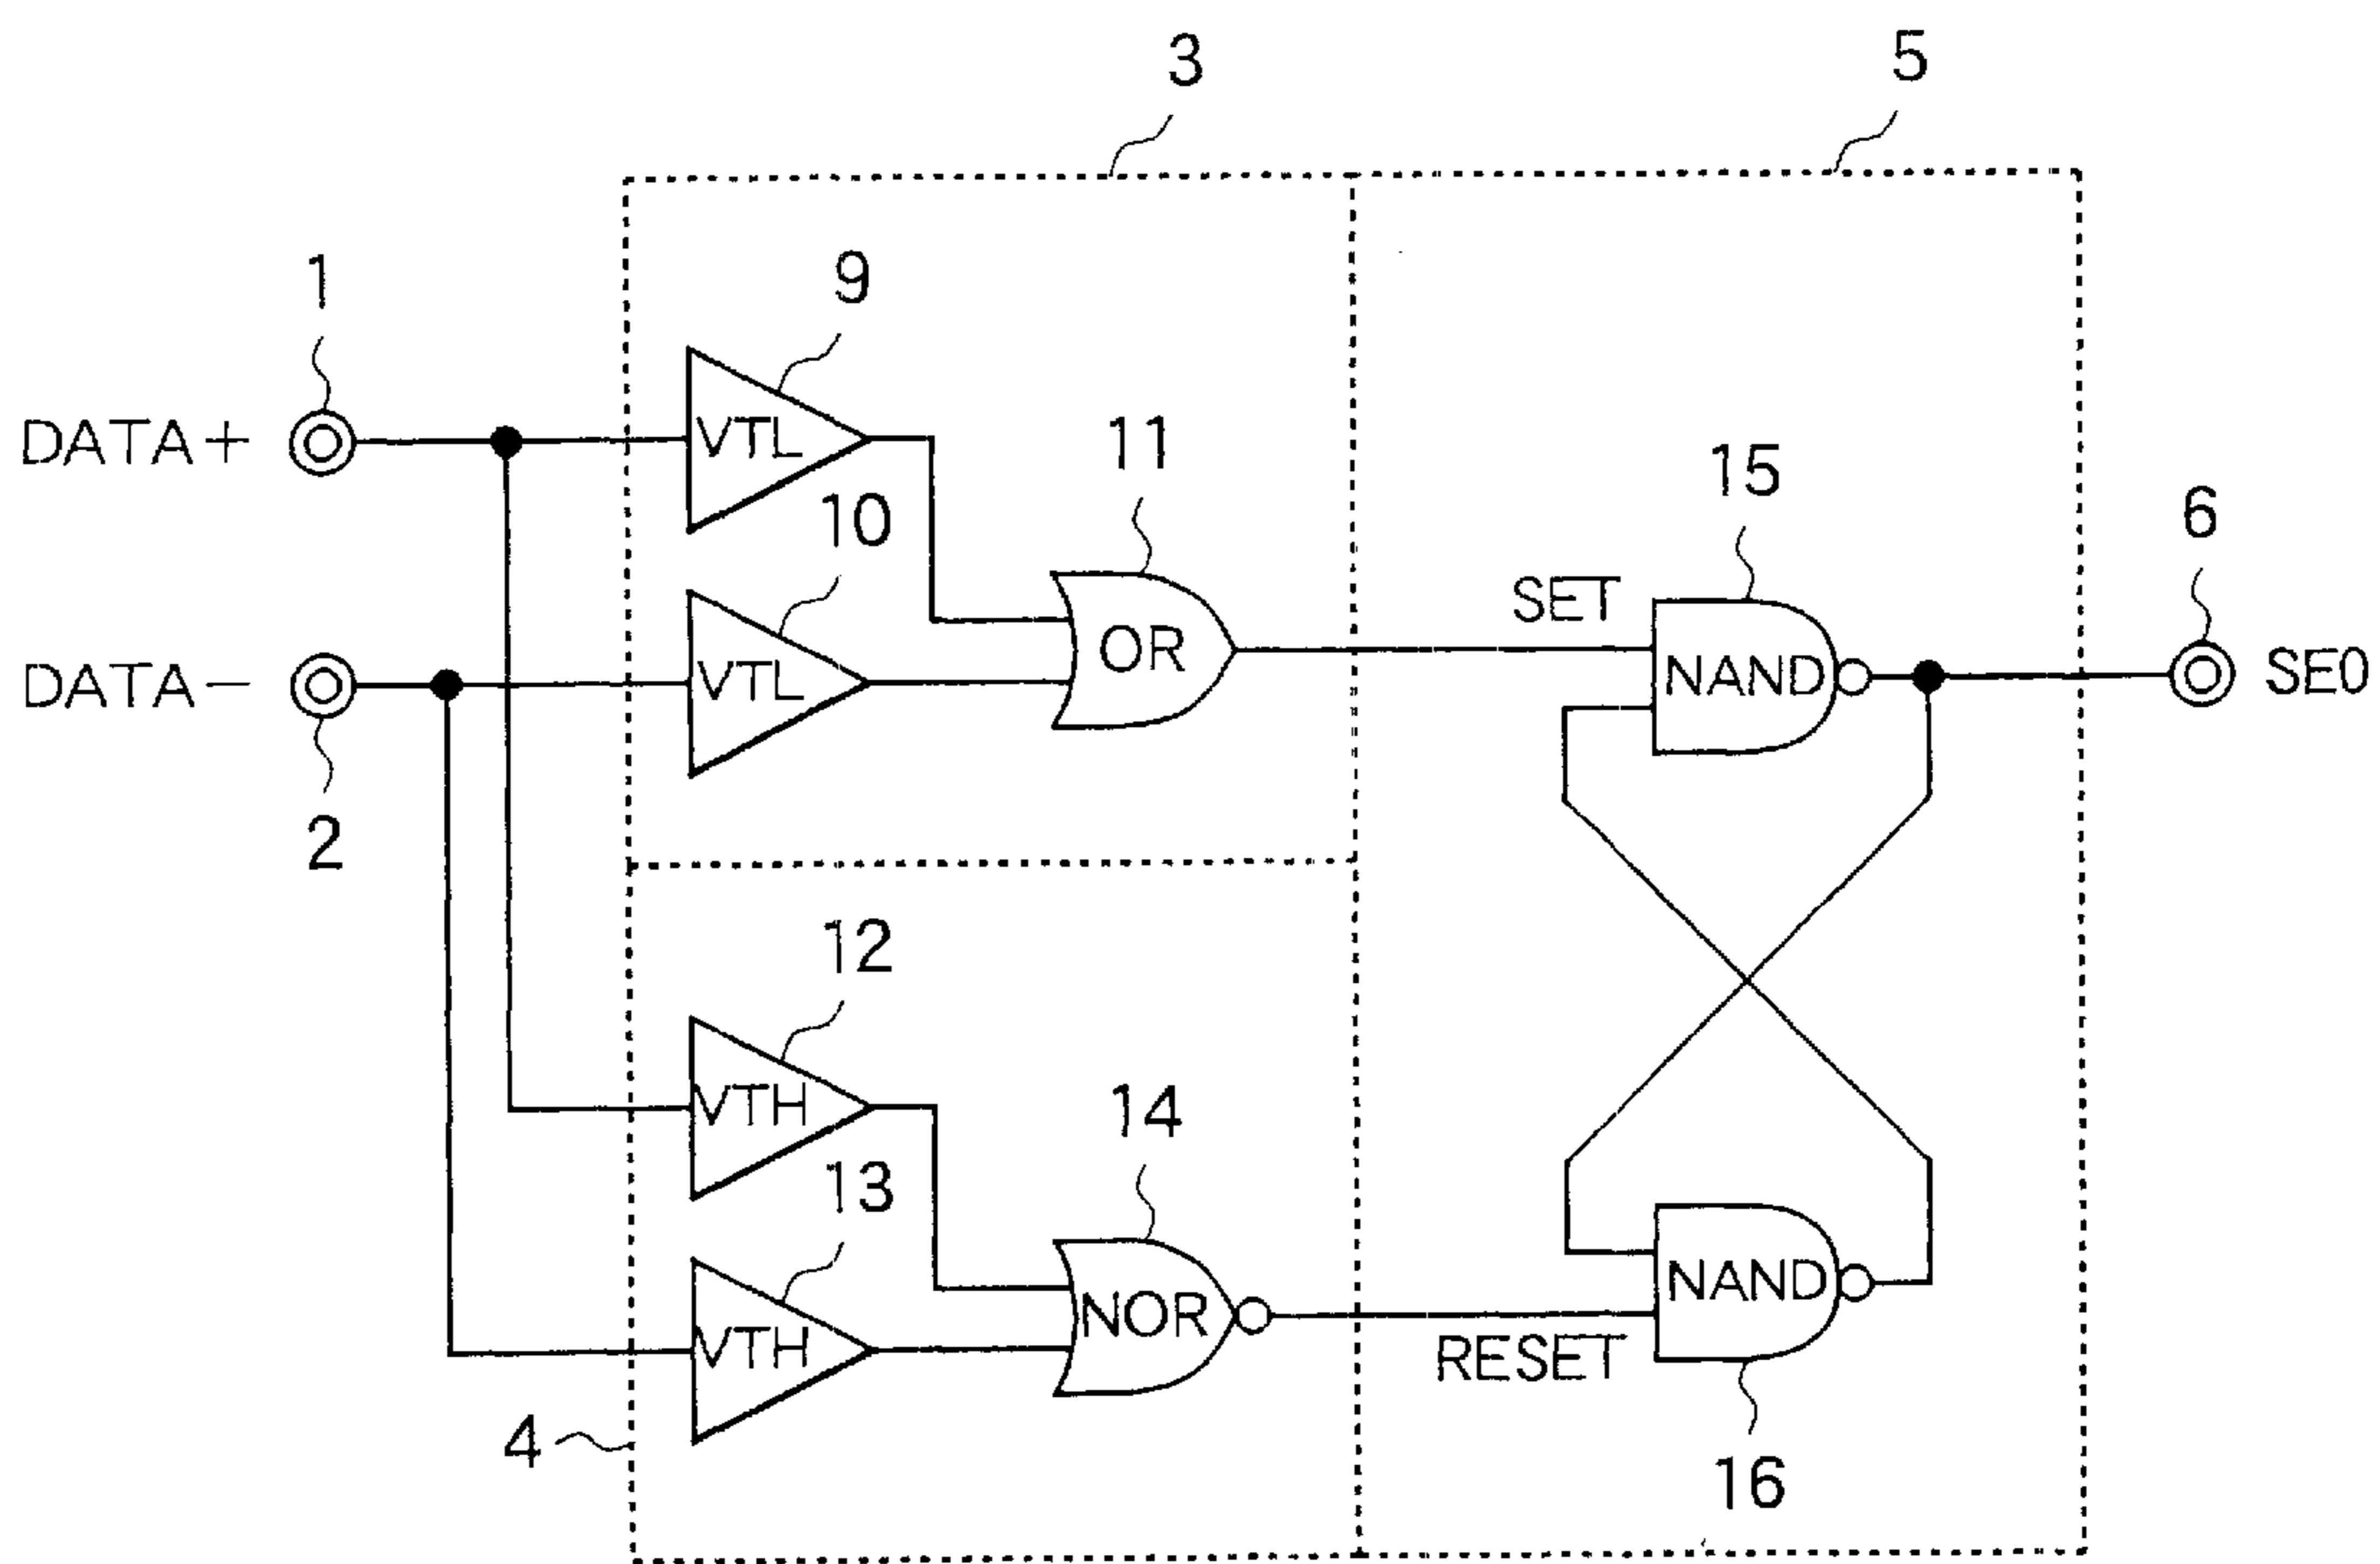 3
5
1
9
DATA+
VTL
11
10
15
6
SET
OR
NAND
SE0
DATA−
VTL
2
12
VTH
14
13
NAND
NOR
VTH
RESET
4
16